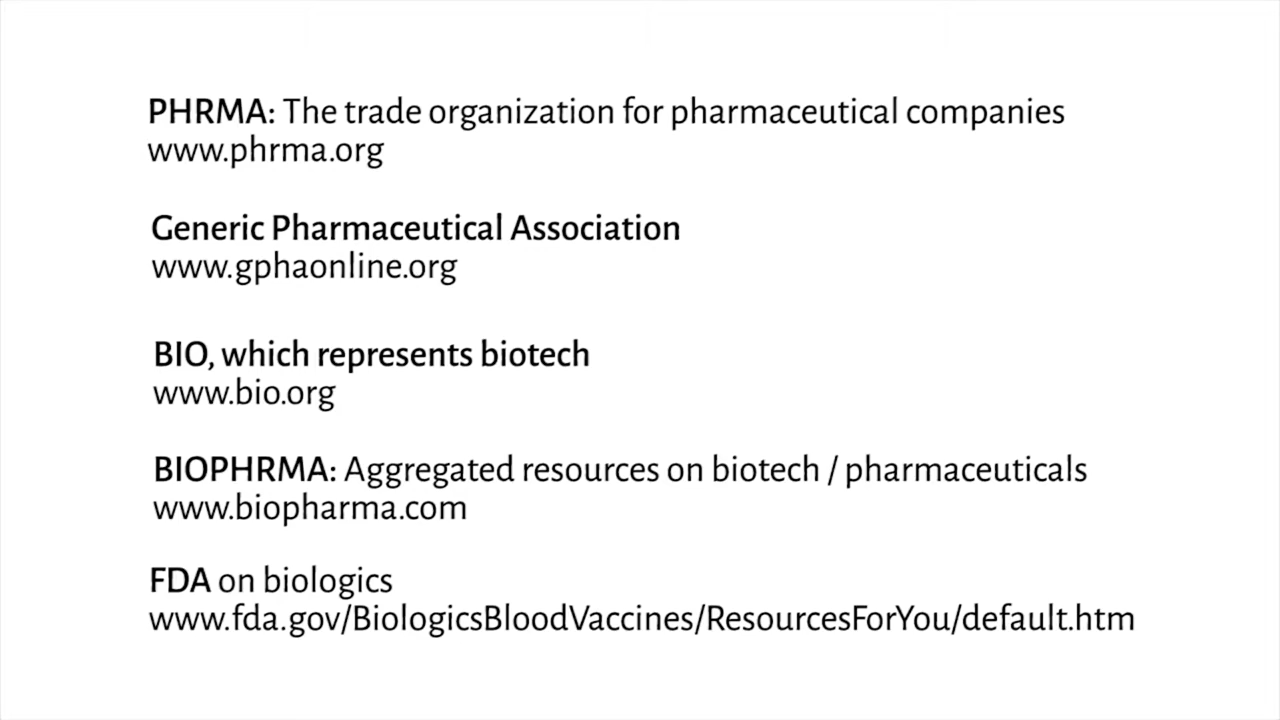 PHRMA: The trade organization for pharmaceutical companies
www.phrma.org
Generic Pharmaceutical Association
www.gphaonline.org
BIO, which represents biotech
www.bio.org
BIOPHRMA: Aggregated resources on biotech / pharmaceuticals
www.biopharma.com
FDA on biologics
www.fda.gov/BiologicsBloodVaccines/ResourcesForYou/default.htm